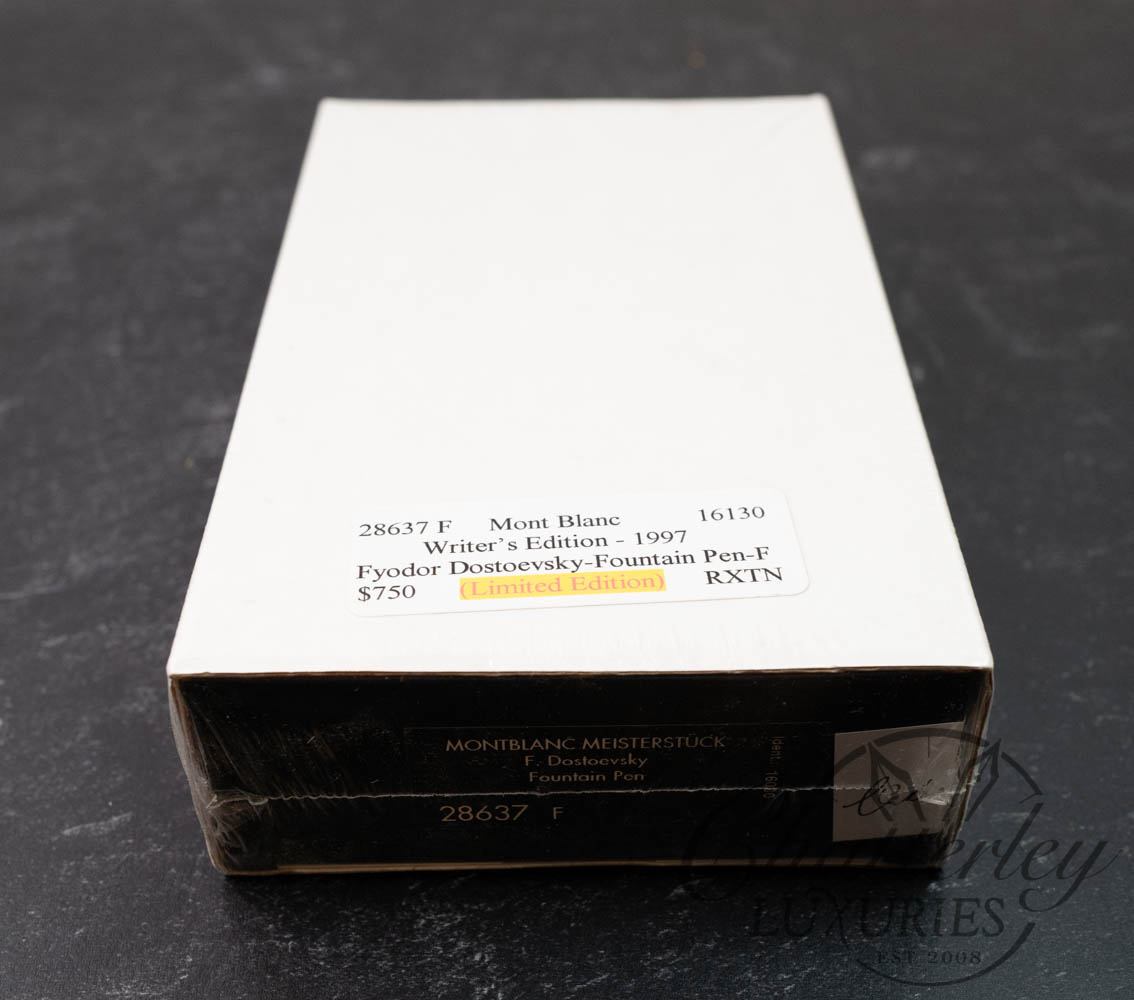 28637 F Mont Blanc 16130
Writer's Edition - 1997
Fyodor Dostoevsky-Fountain Pen-F
$750 (Limited Edition) RXTN
MONTBLANC MEISTERSTÜCK
F. Dostoevsky
Fountain Pen
28637 F
Ident.
LUXURIES
EST 2008